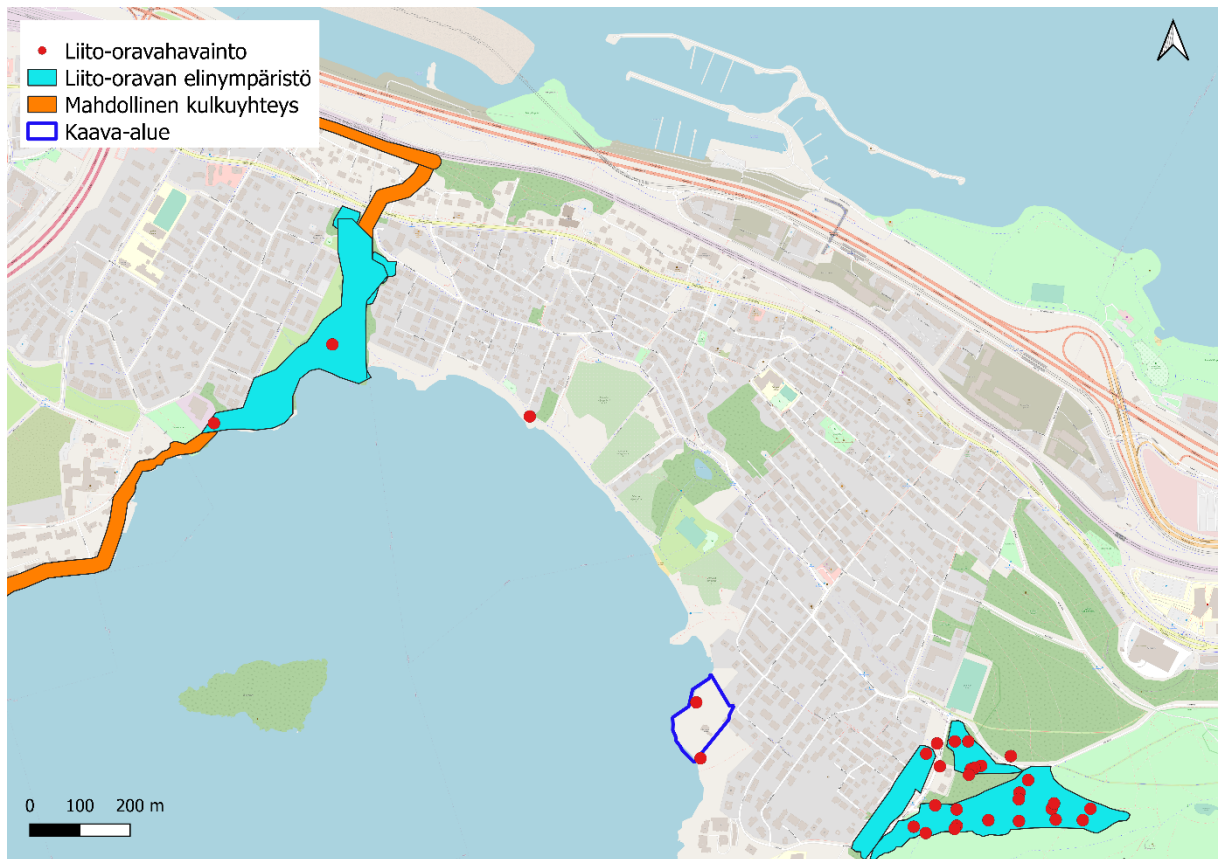 Liito-oravahavainto
Liito-oravan elinympäristö
Mahdollinen kulkuyhteys
Kaava-alue
0 100 200 m